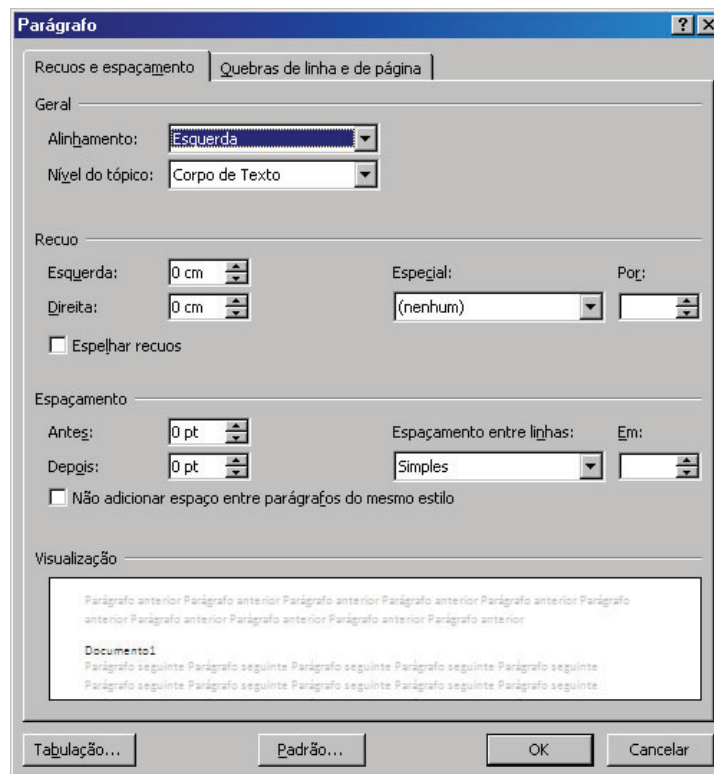 Parágrafo
Recuos e espaçamento Quebras de linha e de página
Geral
Alinhamento: Esquerda
Nível do tópico: Corpo de Texto
Recuo
Esquerda: 0 cm Especial: Por:
Direita: 0 cm (nenhum)
Espelhar recuos
Espaçamento
Antes: 0 pt Espaçamento entre linhas: Em:
Depois: 0 pt Simples
Não adicionar espaço entre parágrafos do mesmo estilo
Visualização
Parágrafo anterior Parágrafo anterior Parágrafo anterior Parágrafo anterior Parágrafo anterior Parágrafo
anterior Parágrafo anterior Parágrafo anterior Parágrafo anterior Parágrafo anterior
Documento1
Parágrafo seguinte Parágrafo seguinte Parágrafo seguinte Parágrafo seguinte Parágrafo seguinte
Parágrafo seguinte Parágrafo seguinte Parágrafo seguinte Parágrafo seguinte Parágrafo seguinte
Tabulação... Padrão... OK Cancelar